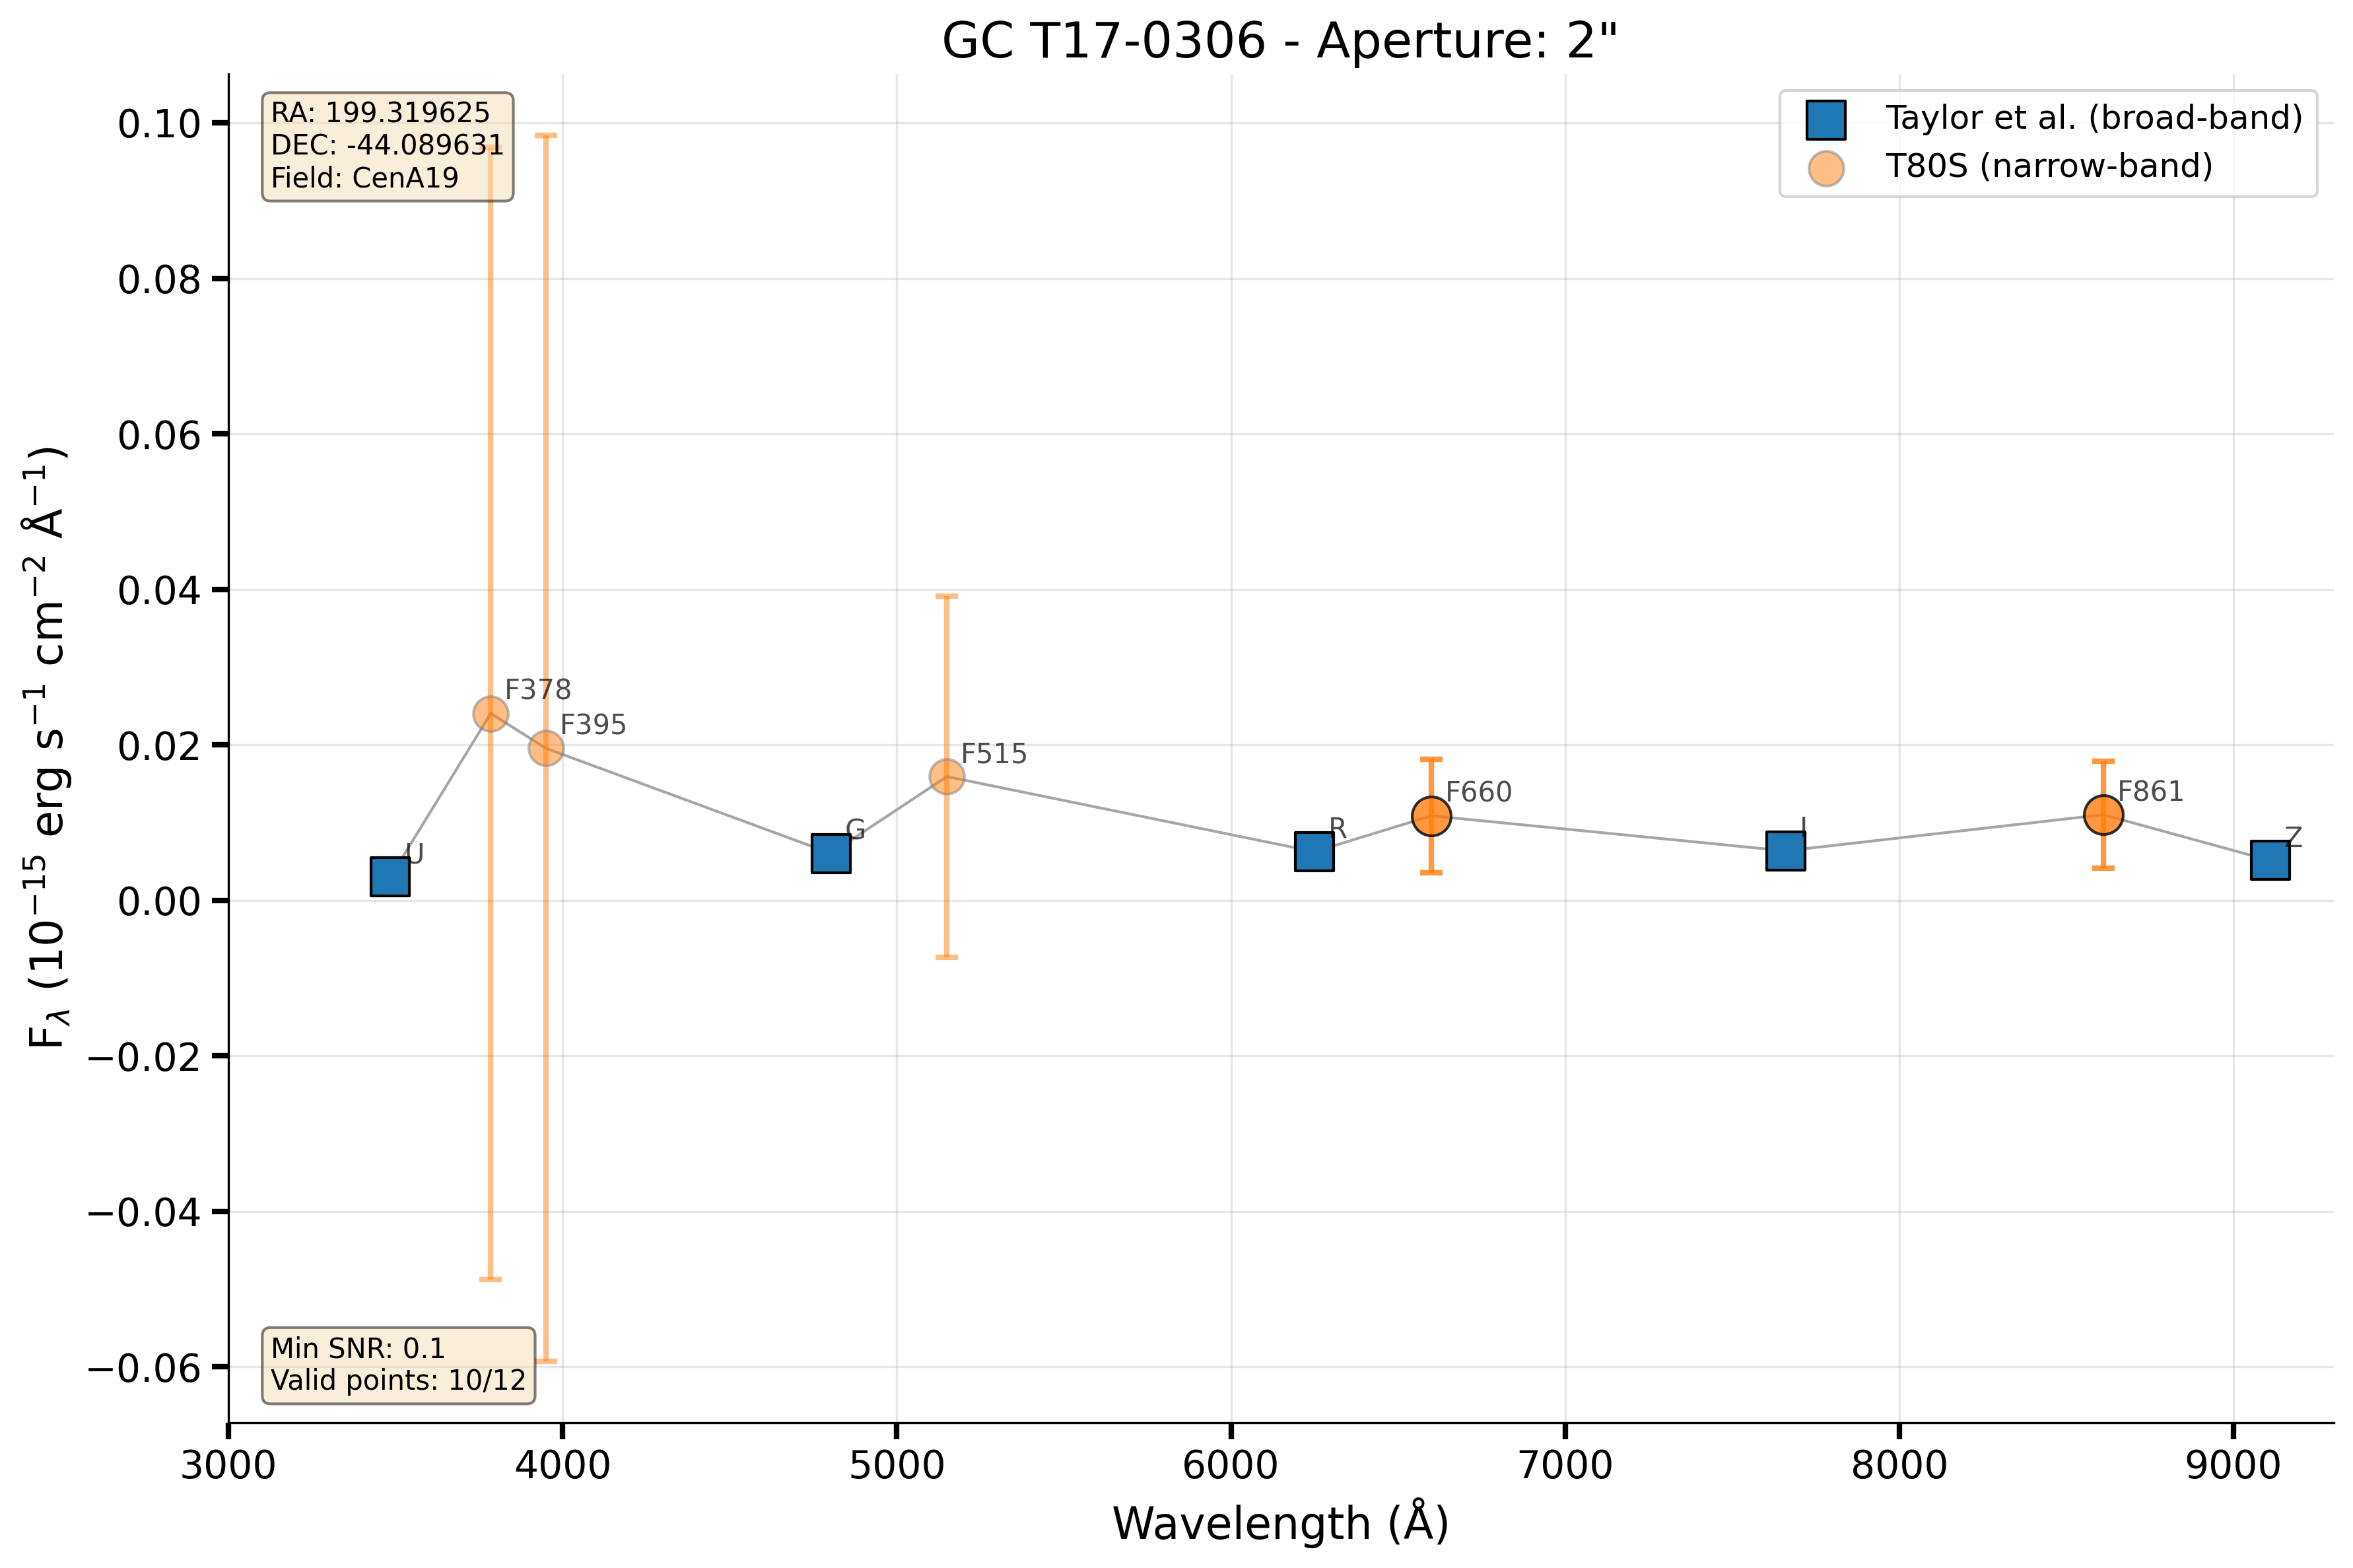 GC T17-0306 - Aperture: 2"
RA: 199.319625
DEC: -44.089631
Field: CenA19
Taylor et al. (broad-band)
T80S (narrow-band)
0.10
0.08
0.06
0.04
0.02
0.00
−0.02
−0.04
−0.06
F_λ (10⁻¹⁵ erg s⁻¹ cm⁻² Å⁻¹)
U
F378
F395
G
F515
R
F660
I
F861
Z
Min SNR: 0.1
Valid points: 10/12
3000 4000 5000 6000 7000 8000 9000
Wavelength (Å)